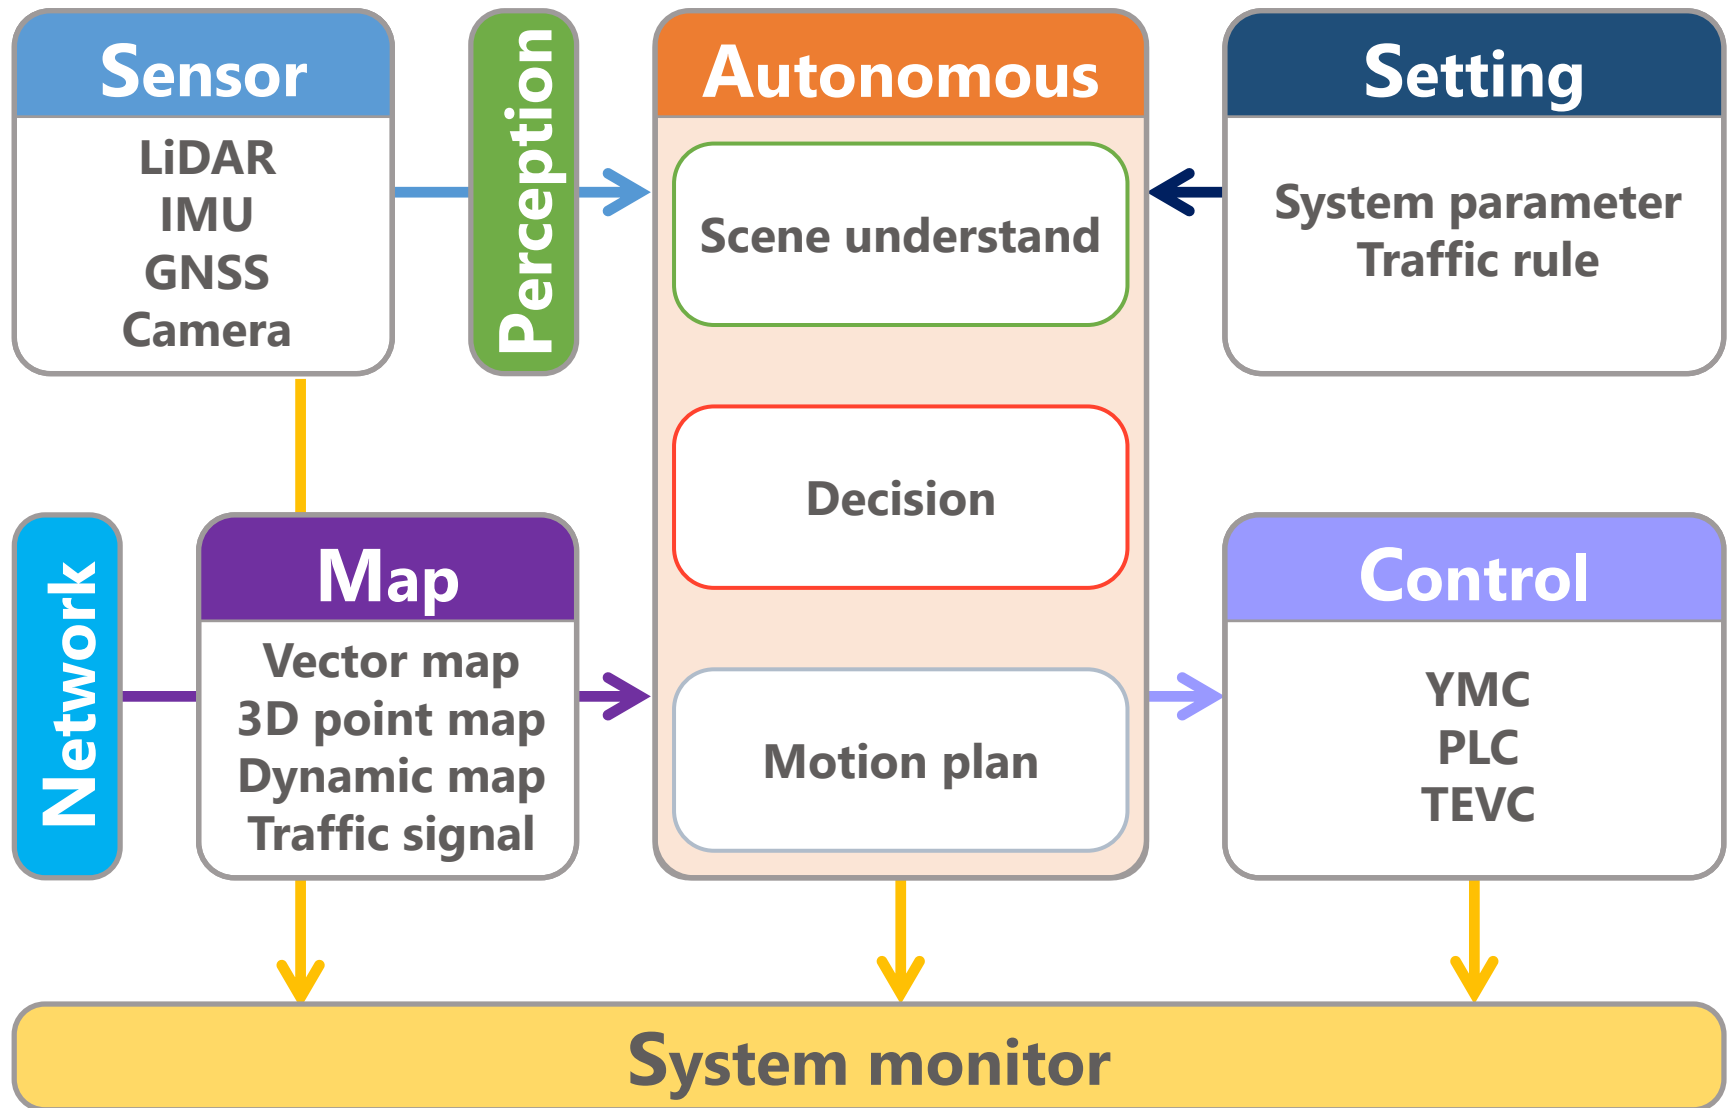 Sensor
LiDAR
IMU
GNSS
Camera
Perception
Autonomous
Scene understand
Decision
Motion plan
Setting
System parameter
Traffic rule
Network
Map
Vector map
3D point map
Dynamic map
Traffic signal
Control
YMC
PLC
TEVC
System monitor